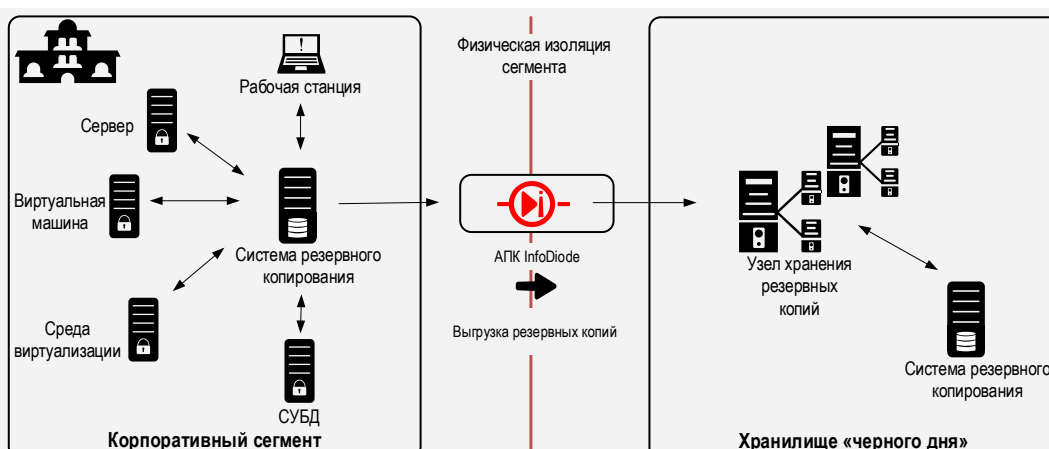 Рабочая станция
Сервер
Виртуальная
машина
Система резервного
копирования
Среда
виртуализации
СУБД
Корпоративный сегмент
Физическая изоляция
сегмента
АПК InfoDiode
Выгрузка резервных копий
Узел хранения
резервных
копий
Система резервного
копирования
Хранилище «черного дня»